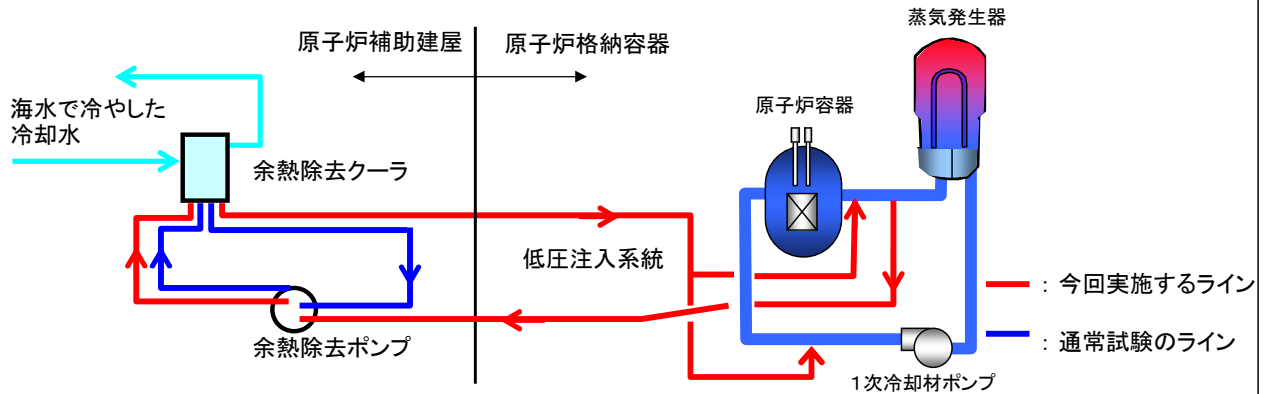 蒸気発生器
原子炉補助建屋
原子炉格納容器
原子炉容器
海水で冷やした
冷却水
余熱除去クーラ
低圧注入系統
： 今回実施するライン
余熱除去ポンプ
： 通常試験のライン
１次冷却材ポンプ